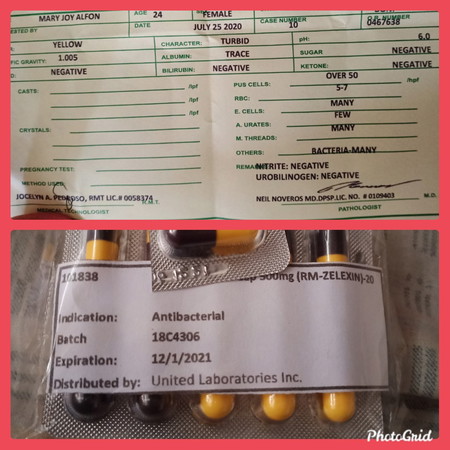 MARY JOY ALFON AGE 24 FEMALE
DATE JULY 25 2020 CASE NUMBER 10 O.R. NUMBER 0467638
YELLOW CHARACTER: TURBID pH: 6.0
1.005 ALBUMIN: TRACE SUGAR NEGATIVE
NEGATIVE BILIRUBIN: NEGATIVE KETONE: NEGATIVE
CASTS: /lpf PUS CELLS: OVER 50 /hpf
/lpf RBC: 5-7
/lpf E. CELLS: MANY
CRYSTALS: A. URATES: FEW
M. THREADS: MANY
OTHERS: BACTERIA-MANY
PREGNANCY TEST: REMARKS NITRITE: NEGATIVE
METHOD USED UROBILINOGEN: NEGATIVE
JOCELYN A. PEDROSO, RMT LIC.# 0058374 R.M.T. NEIL NOVEROS MD.DPSP.LIC. NO. # 0109403 M.D.
MEDICAL TECHNOLOGIST PATHOLOGIST
101838 500mg (RM-ZELEXIN)-20
Indication: Antibacterial
Batch 18C4306
Expiration: 12/1/2021
Distributed by: United Laboratories Inc.
PhotoGrid